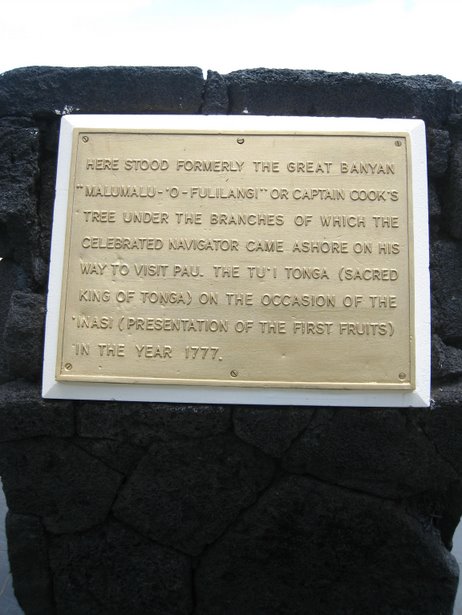 HERE STOOD FORMERLY THE GREAT BANYAN
"MALUMALU-'O-FULILANGI" OR CAPTAIN COOK'S
TREE UNDER THE BRANCHES OF WHICH THE
CELEBRATED NAVIGATOR CAME ASHORE ON HIS
WAY TO VISIT PAU. THE TU'I TONGA (SACRED
KING OF TONGA) ON THE OCCASION OF THE
'INASI (PRESENTATION OF THE FIRST FRUITS)
IN THE YEAR 1777.